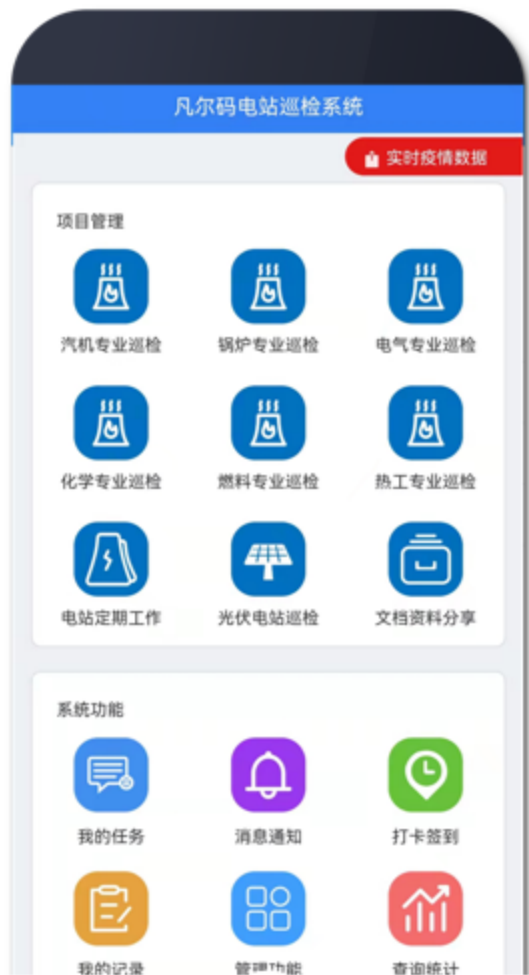 凡尔码电站巡检系统
实时疫情数据
项目管理
汽机专业巡检 锅炉专业巡检 电气专业巡检
化学专业巡检 燃料专业巡检 热工专业巡检
电站定期工作 光伏电站巡检 文档资料分享
系统功能
我的任务 消息通知 打卡签到
我的记录 管理功能 查询统计